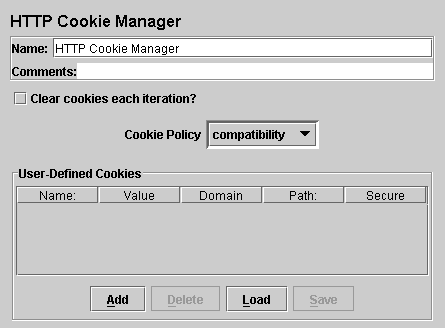 HTTP Cookie Manager
Name: HTTP Cookie Manager
Comments:
Clear cookies each iteration?
Cookie Policy compatibility
User-Defined Cookies
Name: Value Domain Path: Secure
Add Delete Load Save